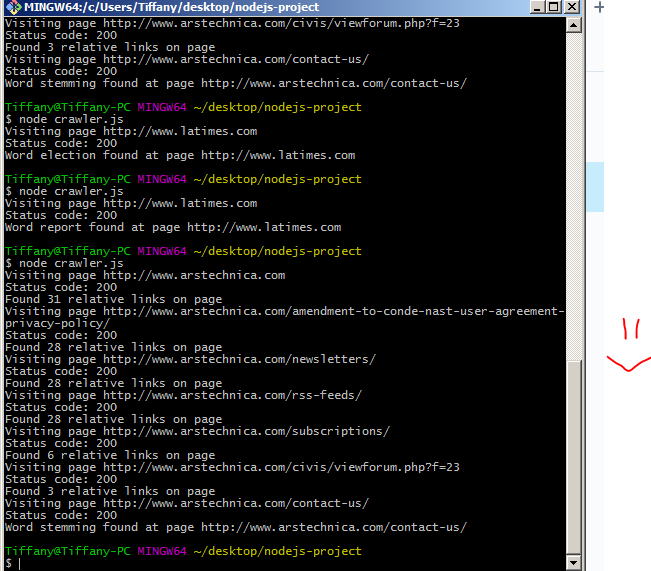 MINGW64:/c/Users/Tiffany/desktop/nodejs-project
Visiting page http://www.arstechnica.com/civis/viewforum.php?f=23
Status code: 200
Found 3 relative links on page
Visiting page http://www.arstechnica.com/contact-us/
Status code: 200
Word stemming found at page http://www.arstechnica.com/contact-us/
Tiffany@Tiffany-PC MINGW64 ~/desktop/nodejs-project
$ node crawler.js
Visiting page http://www.latimes.com
Status code: 200
Word election found at page http://www.latimes.com
Tiffany@Tiffany-PC MINGW64 ~/desktop/nodejs-project
$ node crawler.js
Visiting page http://www.latimes.com
Status code: 200
Word report found at page http://www.latimes.com
Tiffany@Tiffany-PC MINGW64 ~/desktop/nodejs-project
$ node crawler.js
Visiting page http://www.arstechnica.com
Status code: 200
Found 31 relative links on page
Visiting page http://www.arstechnica.com/amendment-to-conde-nast-user-agreement-
privacy-policy/
Status code: 200
Found 28 relative links on page
Visiting page http://www.arstechnica.com/newsletters/
Status code: 200
Found 28 relative links on page
Visiting page http://www.arstechnica.com/rss-feeds/
Status code: 200
Found 28 relative links on page
Visiting page http://www.arstechnica.com/subscriptions/
Status code: 200
Found 6 relative links on page
Visiting page http://www.arstechnica.com/civis/viewforum.php?f=23
Status code: 200
Found 3 relative links on page
Visiting page http://www.arstechnica.com/contact-us/
Status code: 200
Word stemming found at page http://www.arstechnica.com/contact-us/
Tiffany@Tiffany-PC MINGW64 ~/desktop/nodejs-project
$